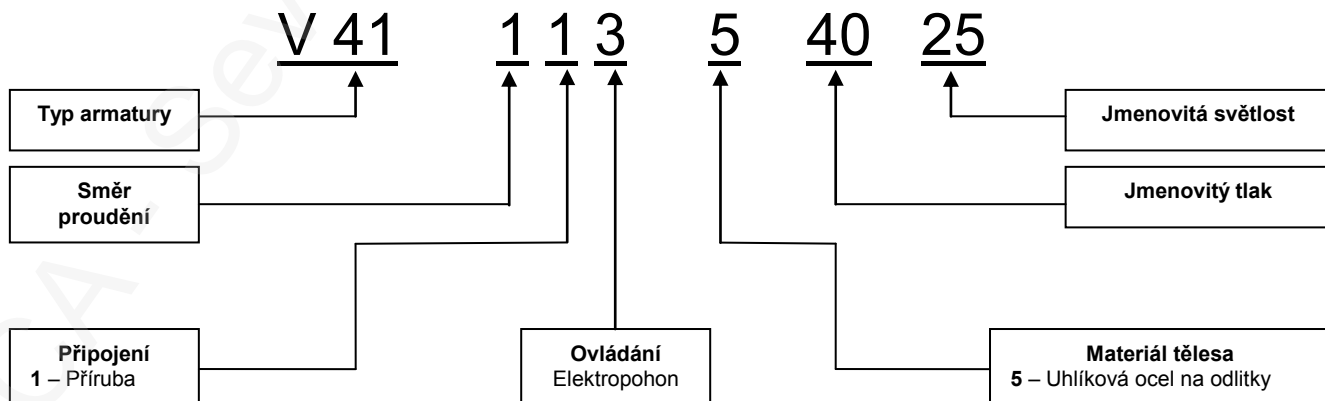 V 41 1 1 3 5 40 25
Typ armatury
Jmenovitá světlost
Směr
proudění
Jmenovitý tlak
Připojení
1 – Příruba
Ovládání
Elektropohon
Materiál tělesa
5 – Uhlíková ocel na odlitky